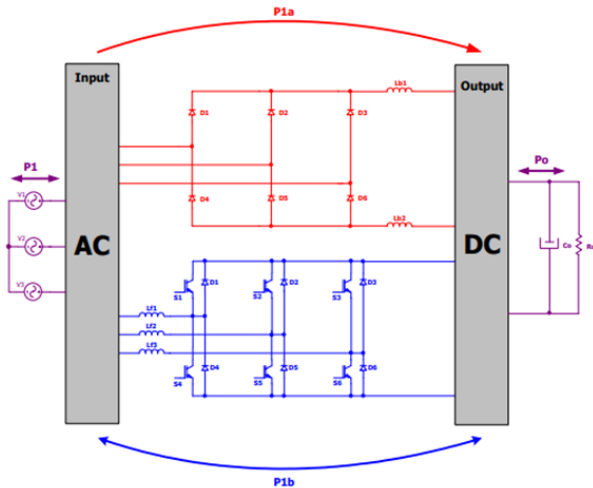 P1a
Input
Output
Lb1
D1
D2
D3
P1
Po
V1
D4
D5
D6
V2
Lb2
AC
DC
Co
V3
D1
D2
D3
S1
S2
S3
Lf1
Lf2
Lf3
D4
D5
D6
S4
S5
S6
P1b